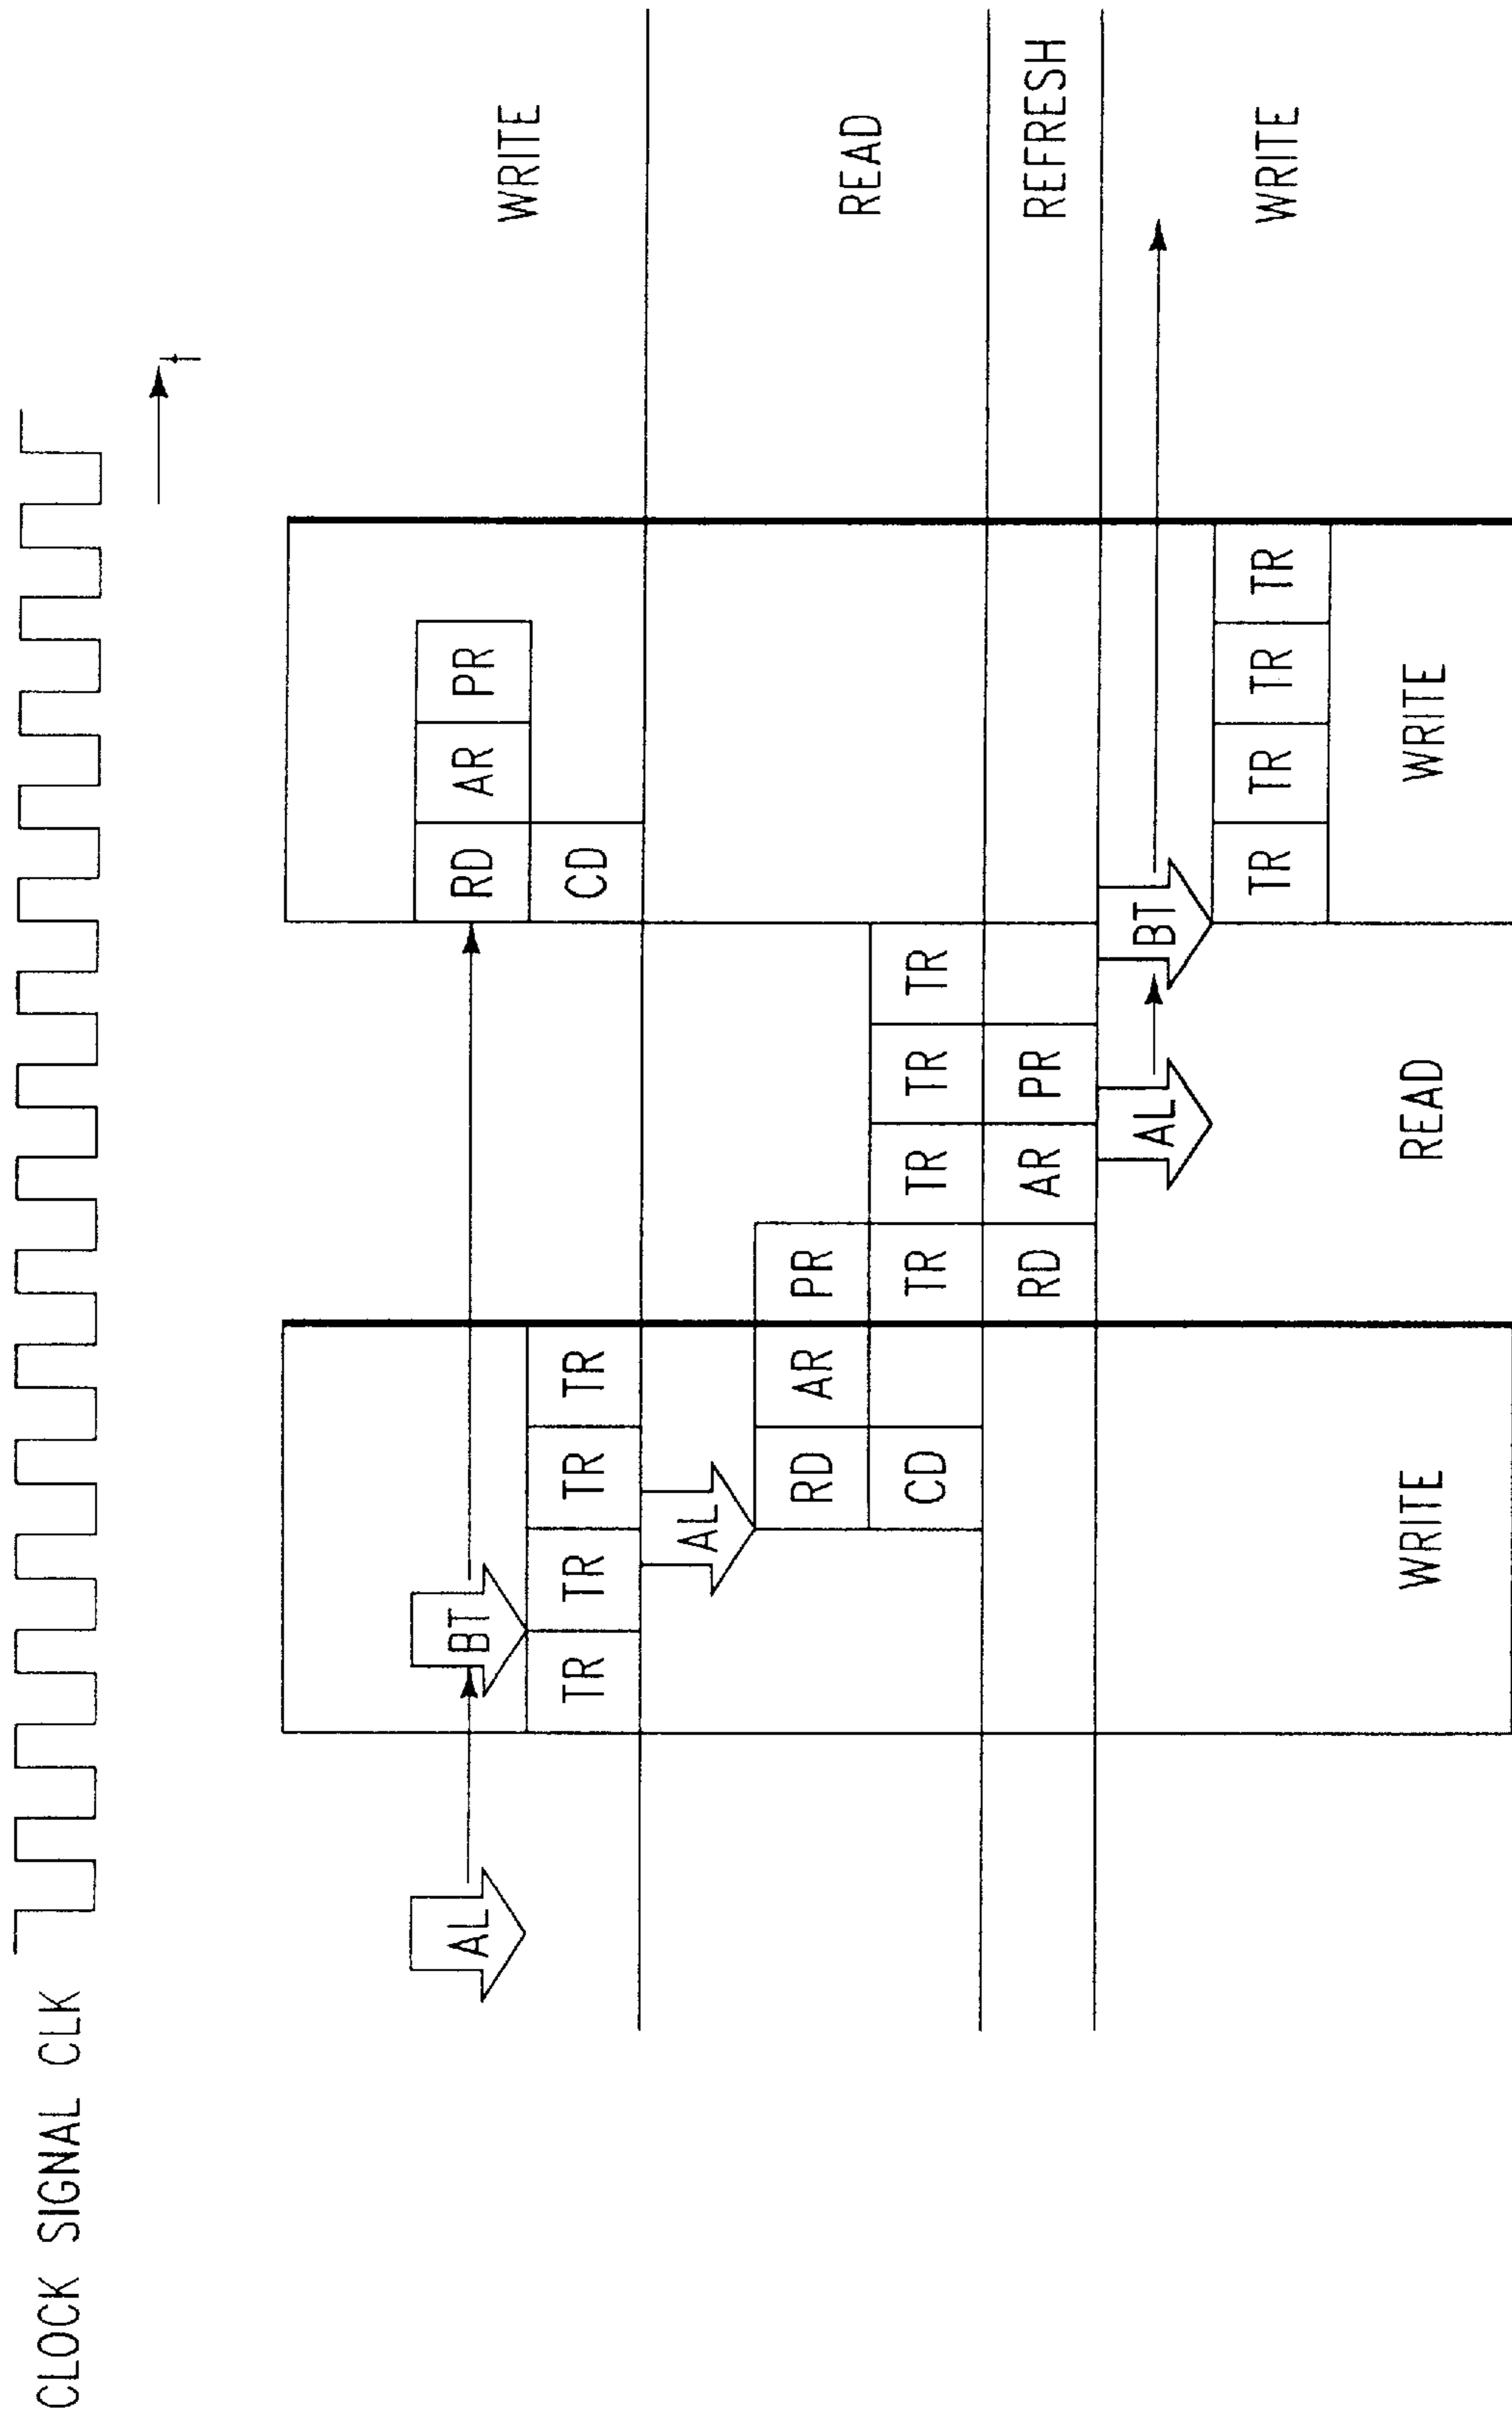 CLOCK SIGNAL CLK
t
AL BT RD AR PR
WRITE
TR TR TR TR CD
AL
RD AR PR
READ
CD TR TR TR TR
RD AR PR REFRESH
AL BT
TR TR TR TR WRITE
WRITE READ WRITE